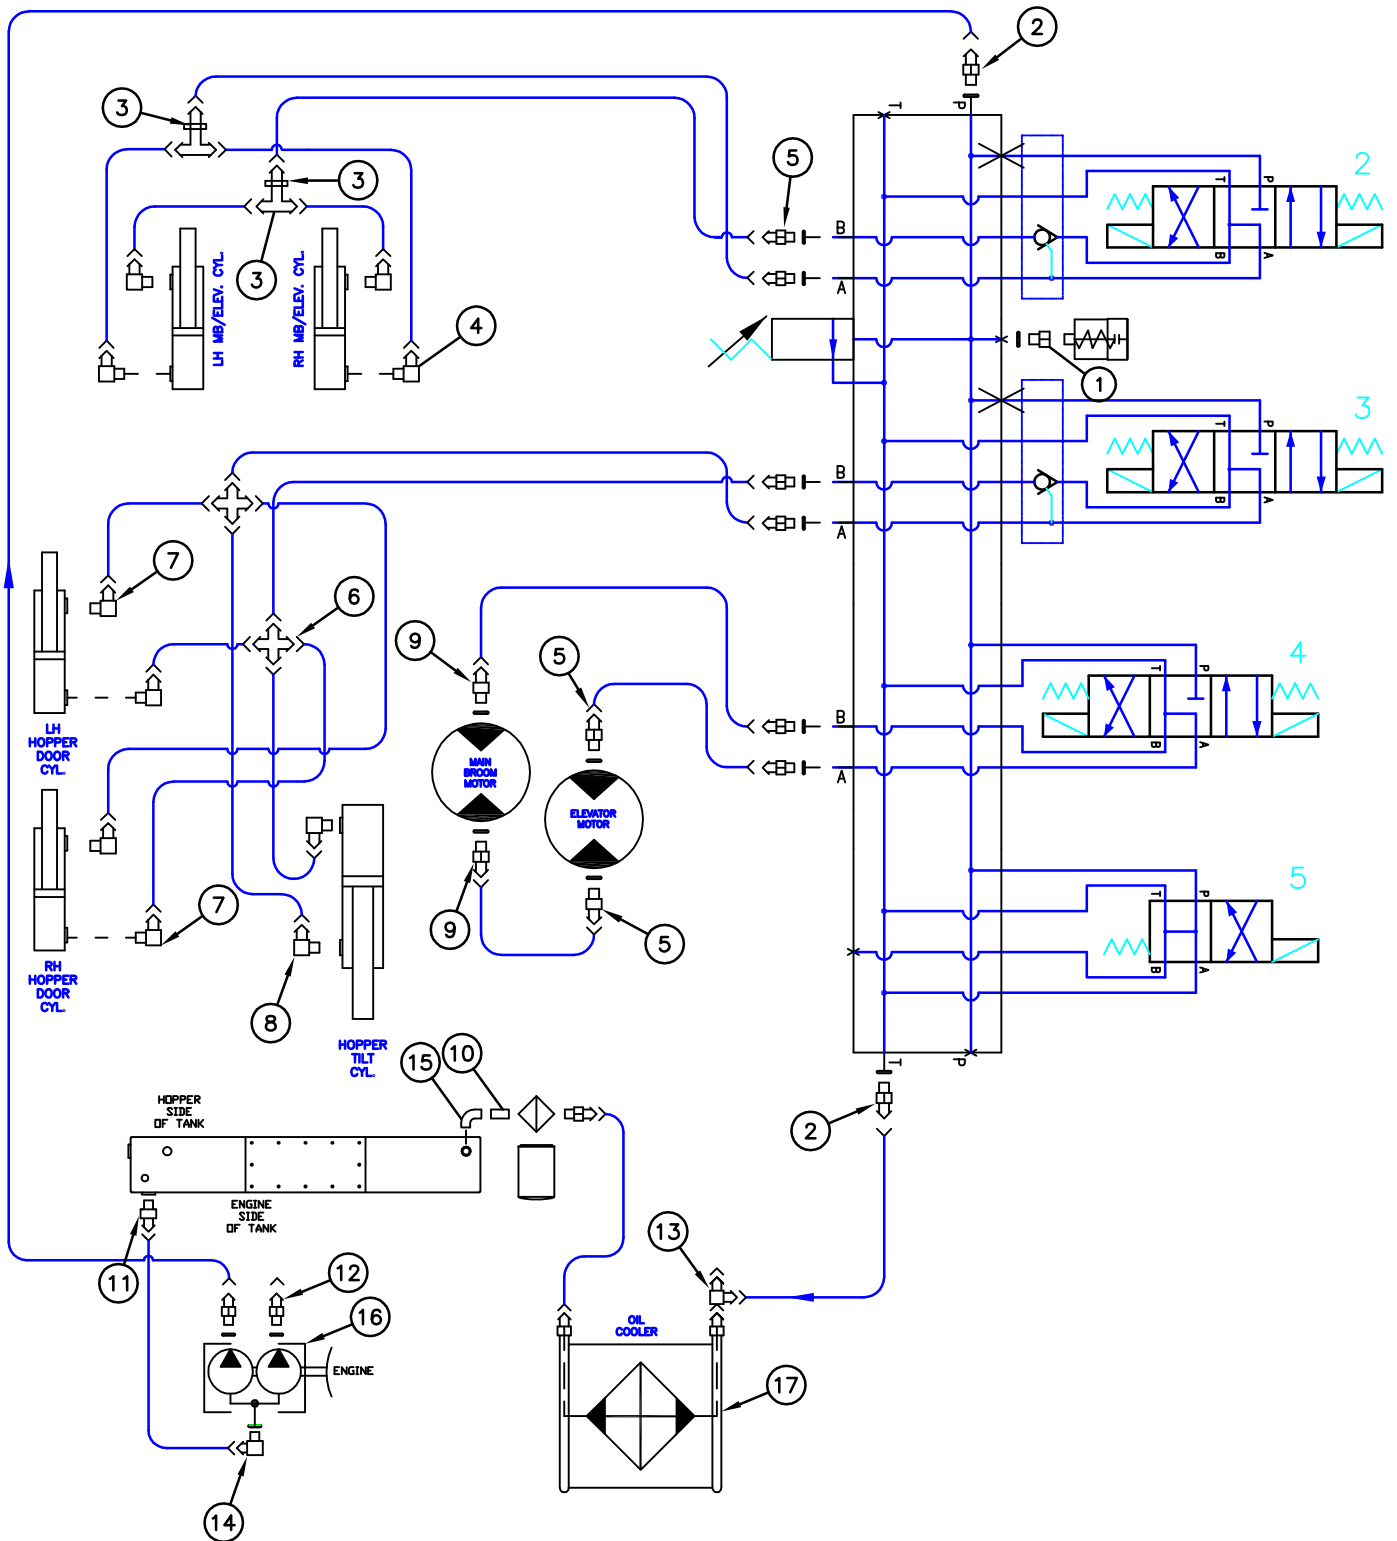 2
T
P
3
5
2
3
T
P
B
B
A
A
3
LH MB/ELEV. CYL.
RH MB/ELEV. CYL.
4
1
3
T
P
B
B
A
A
7
6
9
5
4
T
P
B
B
A
A
LH
HOPPER
DOOR
CYL.
MAIN
BROOM
MOTOR
ELEVATOR
MOTOR
5
T
P
B
A
7
9
5
RH
HOPPER
DOOR
CYL.
8
HOPPER
TILT
CYL.
15
10
T
P
2
HOPPER
SIDE
OF TANK
ENGINE
SIDE
OF TANK
11
12
13
16
OIL
COOLER
ENGINE
17
14